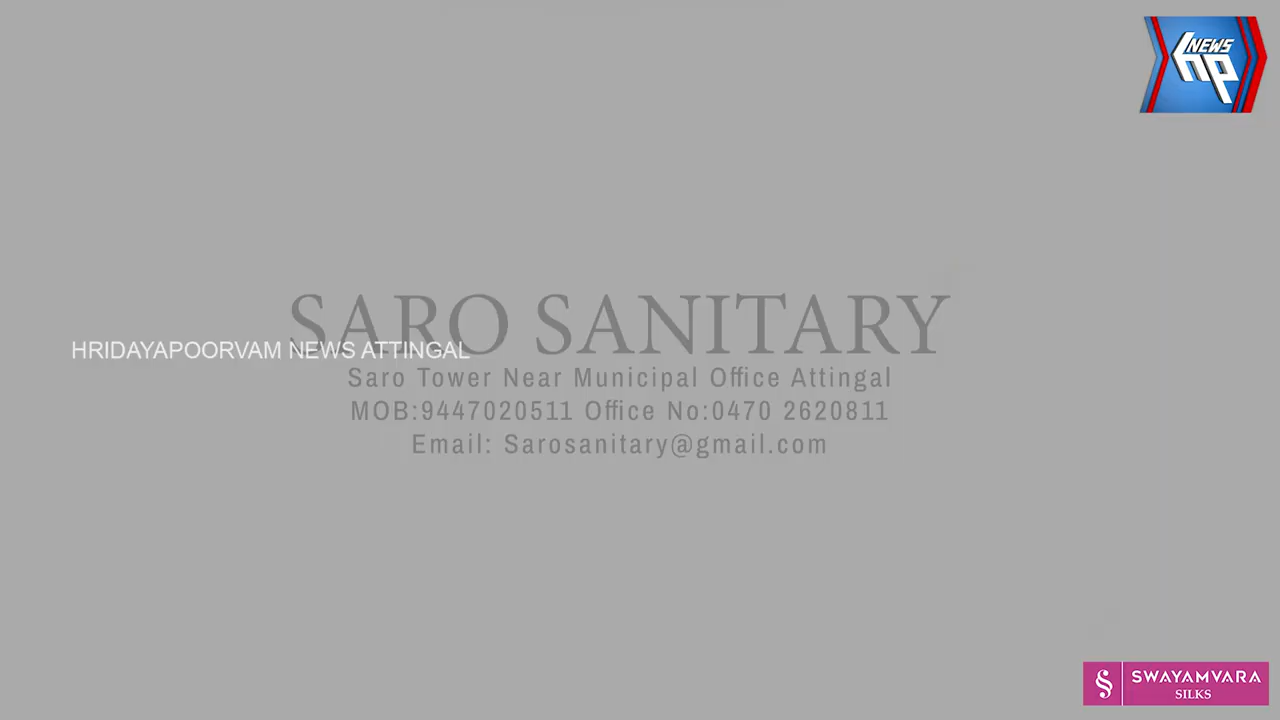 NEWS
hp
SARO SANITARY
HRIDAYAPOORVAM NEWS ATTINGAL
Saro Tower Near Municipal Office Attingal
MOB:9447020511 Office No:0470 2620811
Email: Sarosanitary@gmail.com
SWAYAMVARA
SILKS